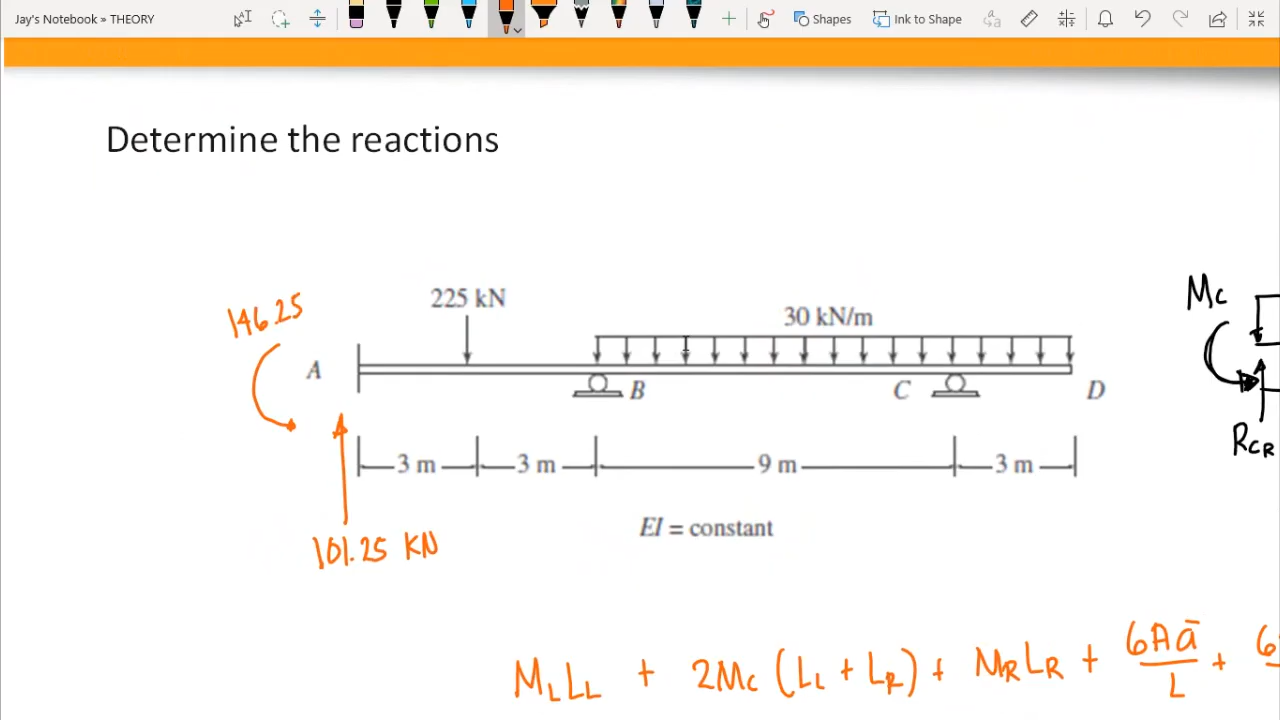 Jay's Notebook » THEORY
Shapes
Ink to Shape
Determine the reactions
225 kN
30 kN/m
146.25
Mc
A
B
C
D
RCR
3 m
3 m
9 m
3 m
EI = constant
101.25 KN
MLLL + 2Mc (LL + LR) + MRLR + 6Aā/L + 6